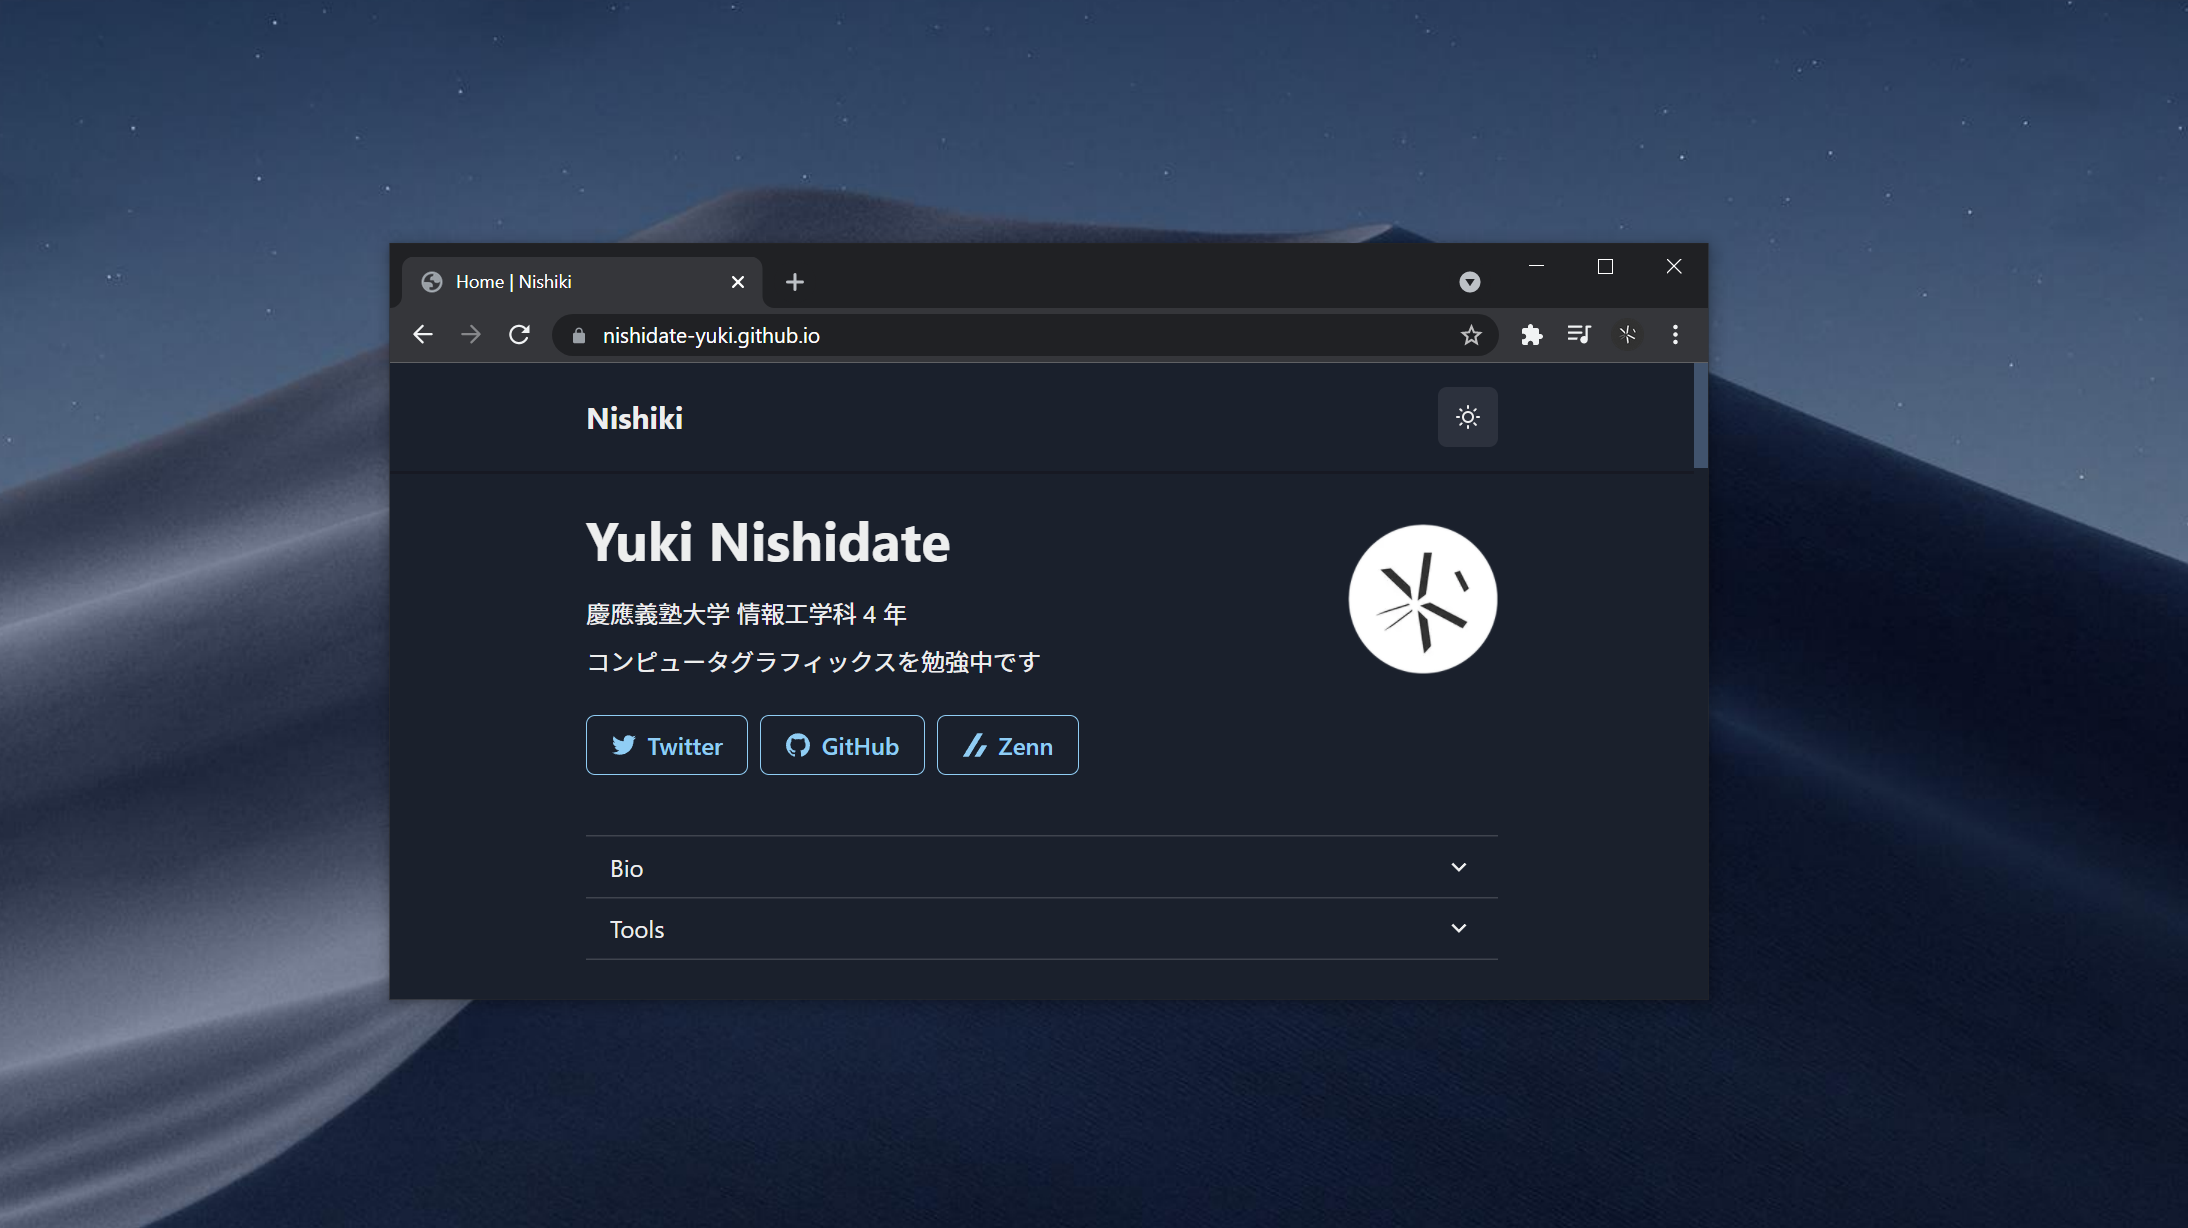 Home | Nishiki
nishidate-yuki.github.io
Nishiki
Yuki Nishidate
慶應義塾大学 情報工学科 4 年
コンピュータグラフィックスを勉強中です
Twitter GitHub Zenn
Bio
Tools